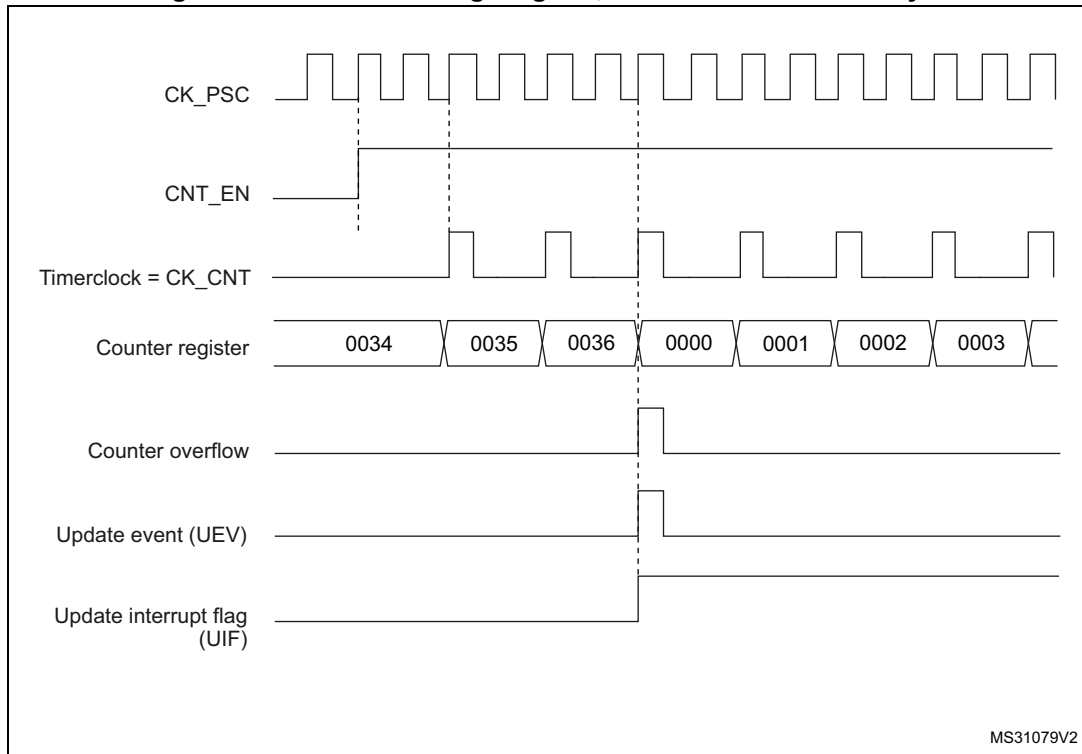 CK_PSC
CNT_EN
Timerclock = CK_CNT
Counter register
0034 0035 0036 0000 0001 0002 0003
Counter overflow
Update event (UEV)
Update interrupt flag
(UIF)
MS31079V2